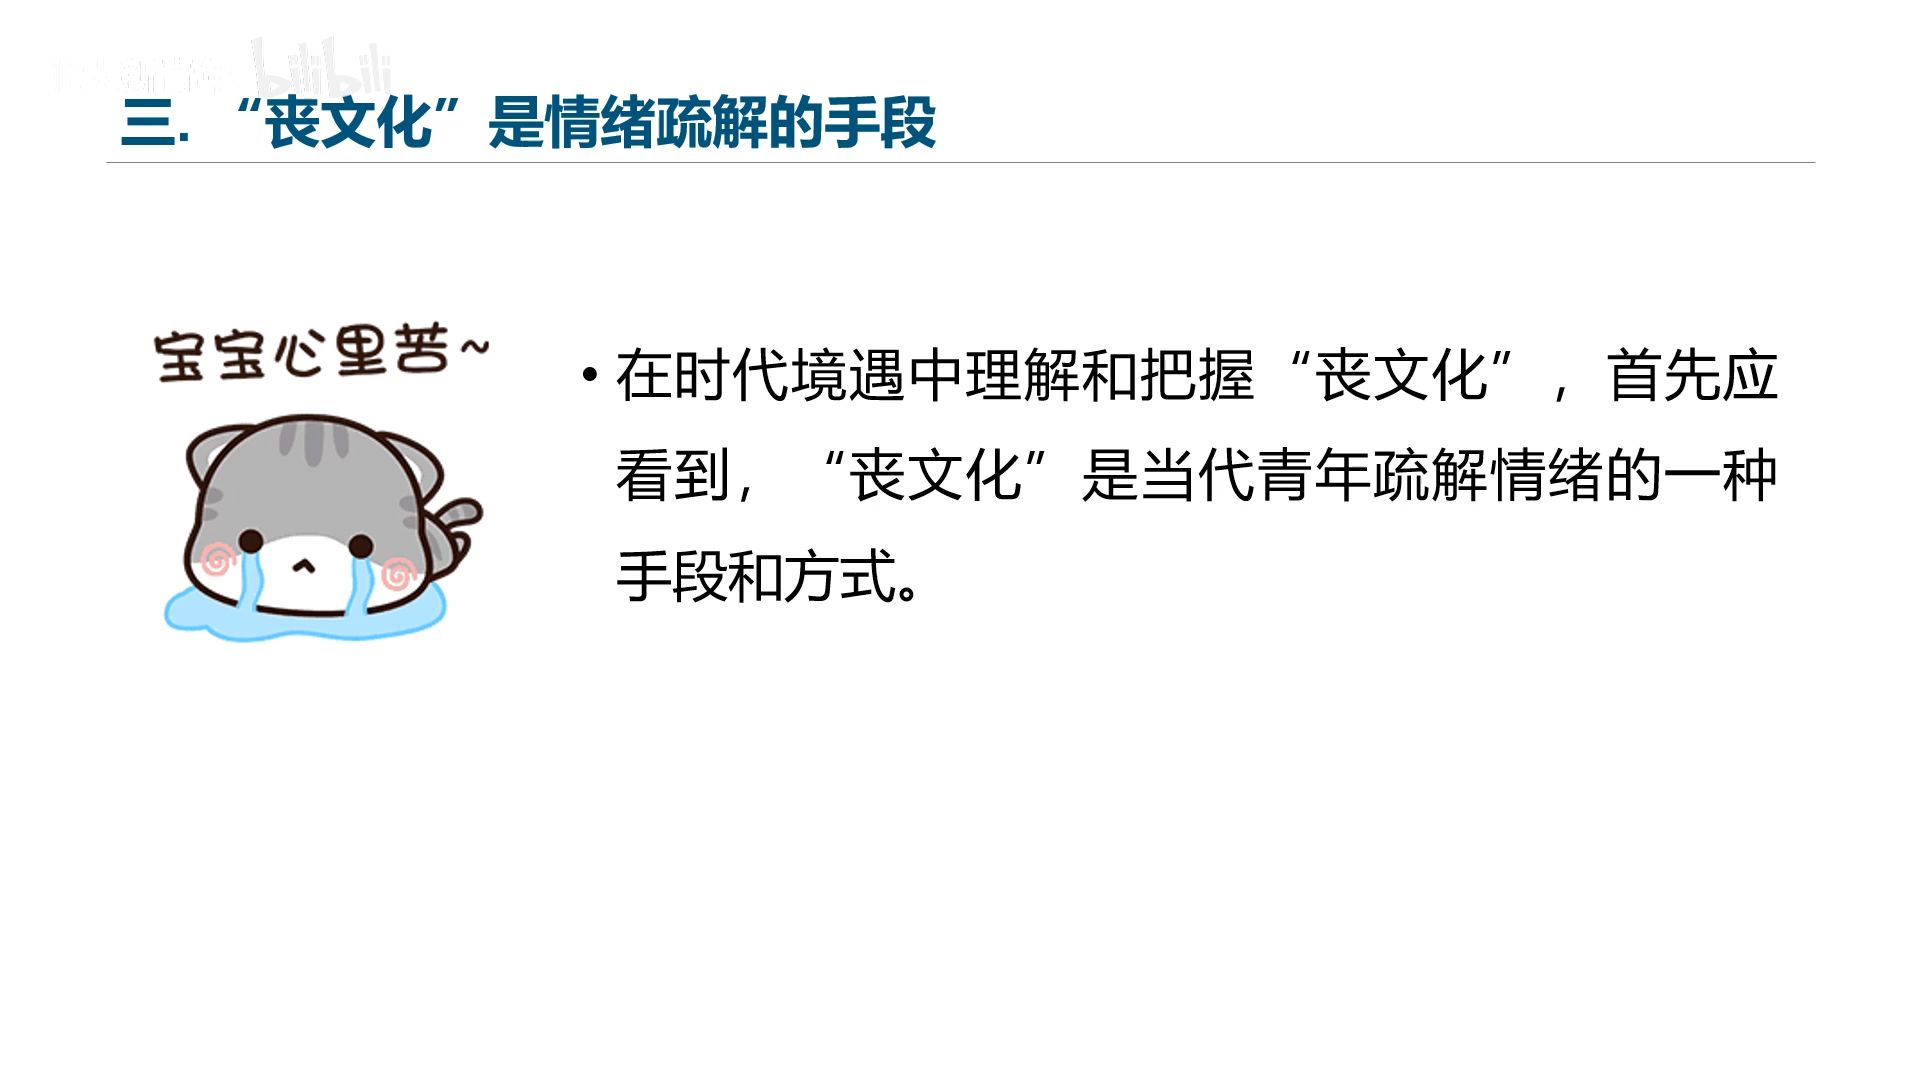 bilibili
三. “丧文化”是情绪疏解的手段
宝宝心里苦~
• 在时代境遇中理解和把握“丧文化”，首先应
看到，“丧文化”是当代青年疏解情绪的一种
手段和方式。